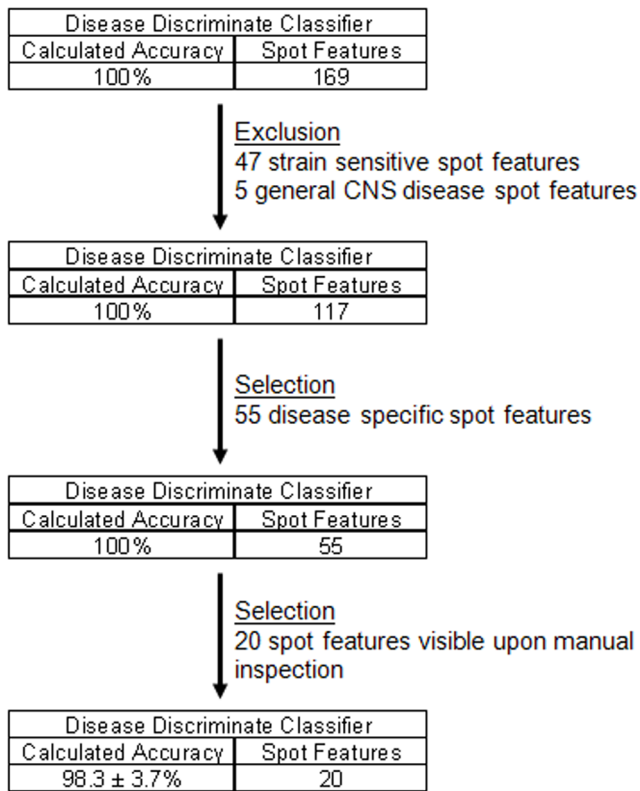 Disease Discriminate Classifier
Calculated Accuracy Spot Features
100% 169
Exclusion
47 strain sensitive spot features
5 general CNS disease spot features
Disease Discriminate Classifier
Calculated Accuracy Spot Features
100% 117
Selection
55 disease specific spot features
Disease Discriminate Classifier
Calculated Accuracy Spot Features
100% 55
Selection
20 spot features visible upon manual
inspection
Disease Discriminate Classifier
Calculated Accuracy Spot Features
98.3 ± 3.7% 20